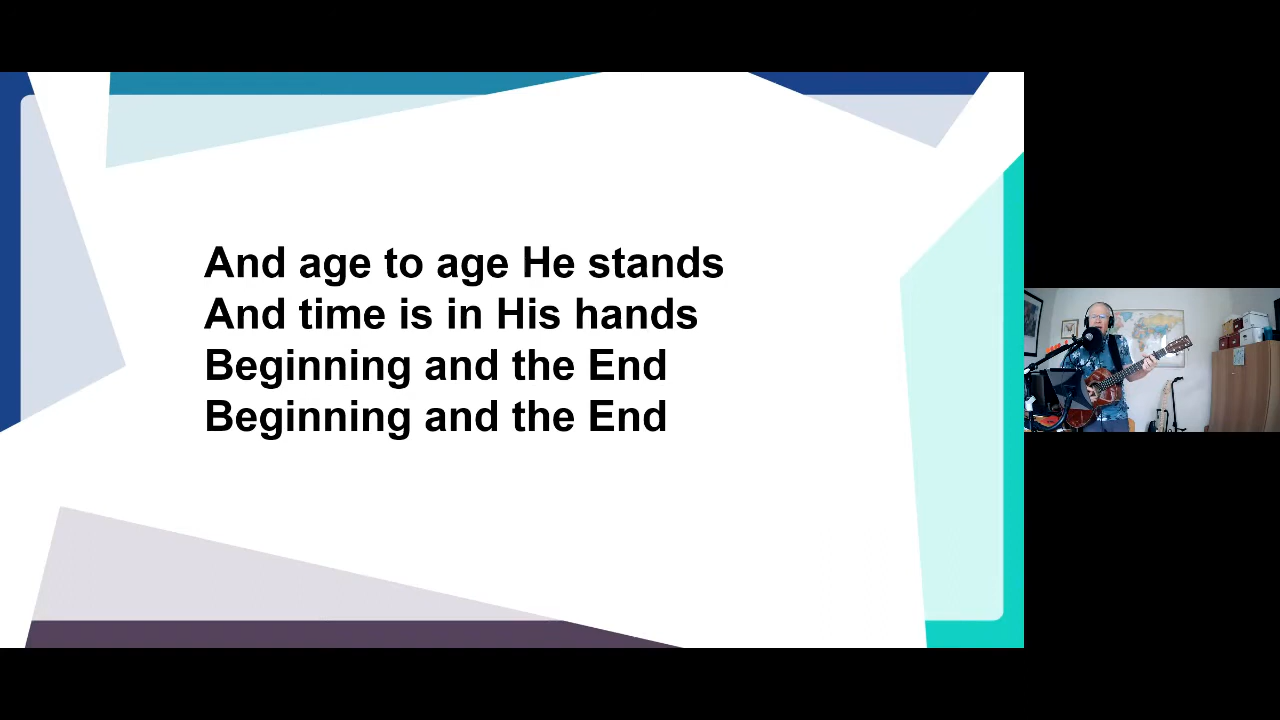 And age to age He stands
And time is in His hands
Beginning and the End
Beginning and the End